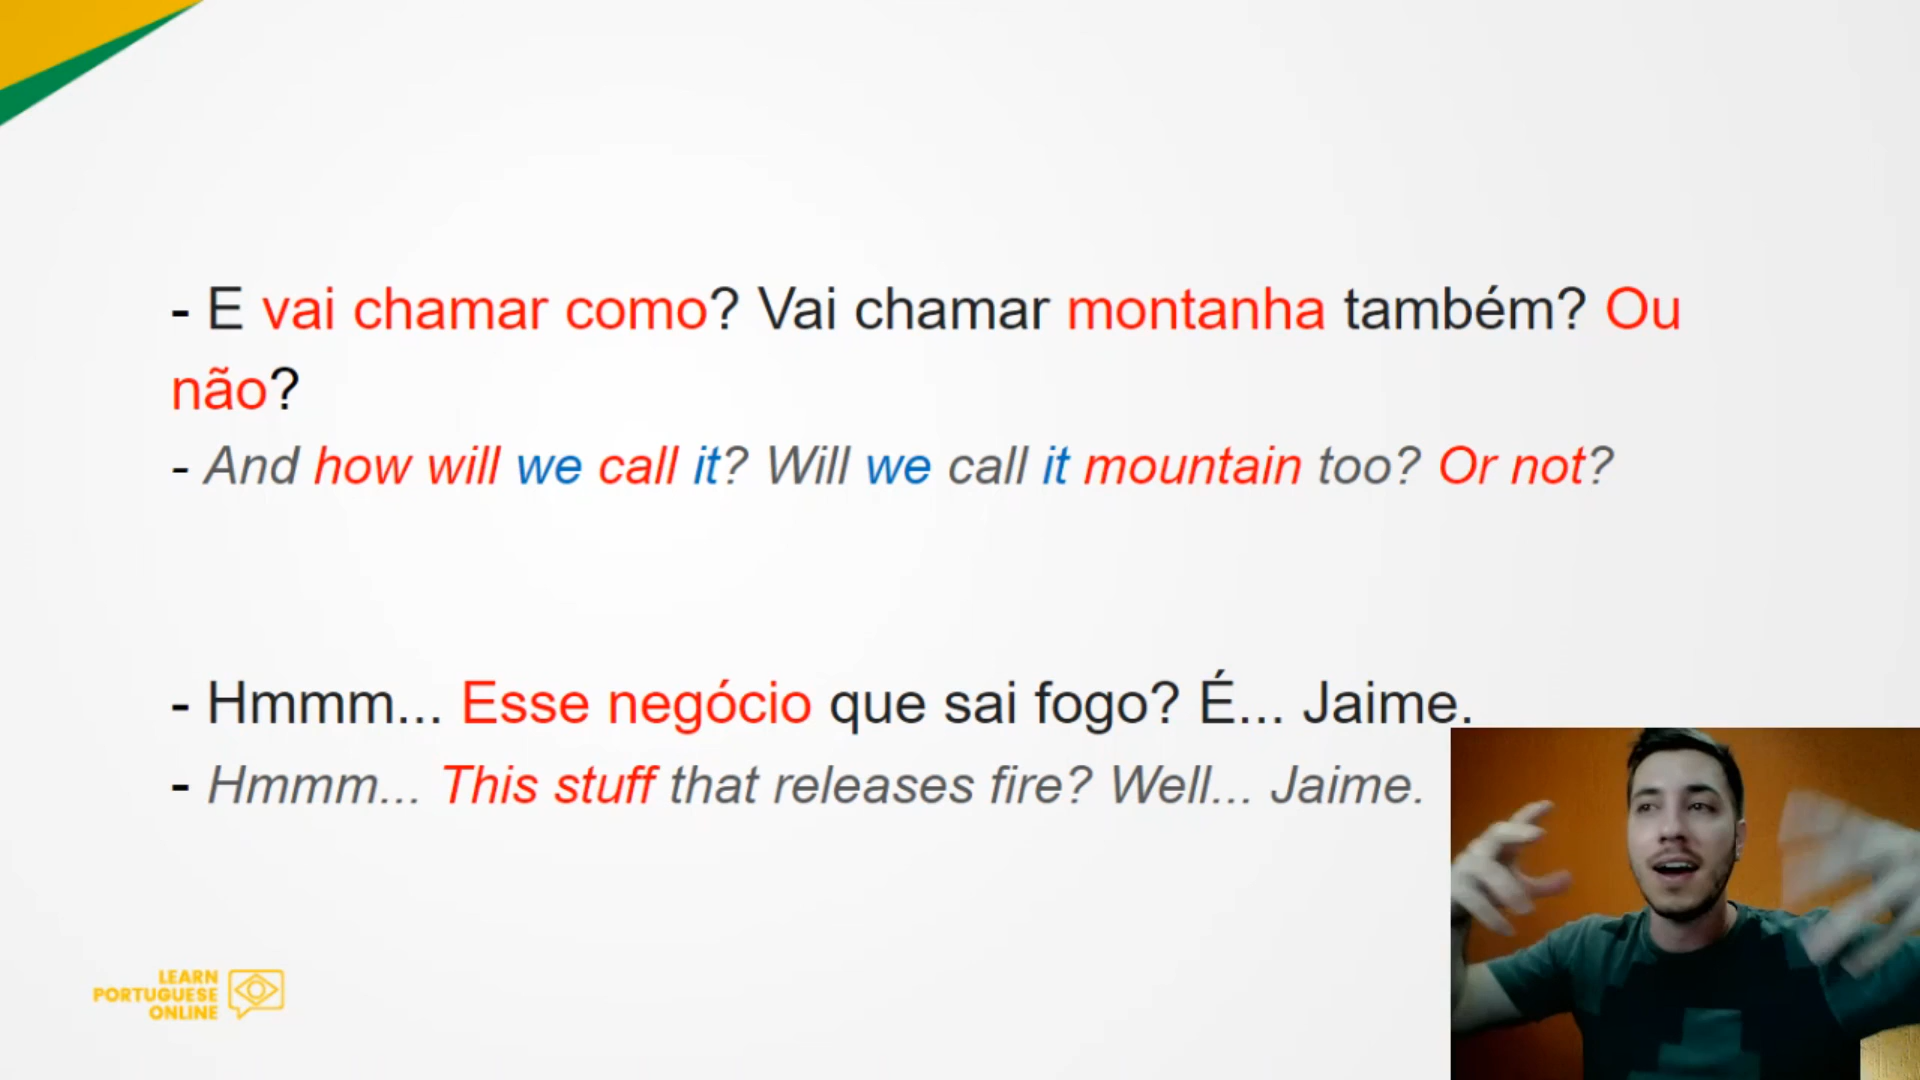 - E vai chamar como? Vai chamar montanha também? Ou
não?
- And how will we call it? Will we call it mountain too? Or not?
- Hmmm... Esse negócio que sai fogo? É... Jaime.
- Hmmm... This stuff that releases fire? Well... Jaime.
LEARN
PORTUGUESE
ONLINE